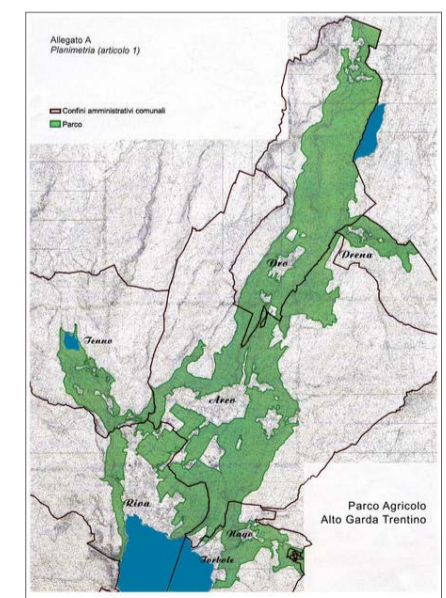 Allegato A
Planimetria (articolo 1)
Confini amministrativi comunali
Parco
Dro
Drena
Tenno
Arco
Riva
Nago
Torbole
Parco Agricolo
Alto Garda Trentino